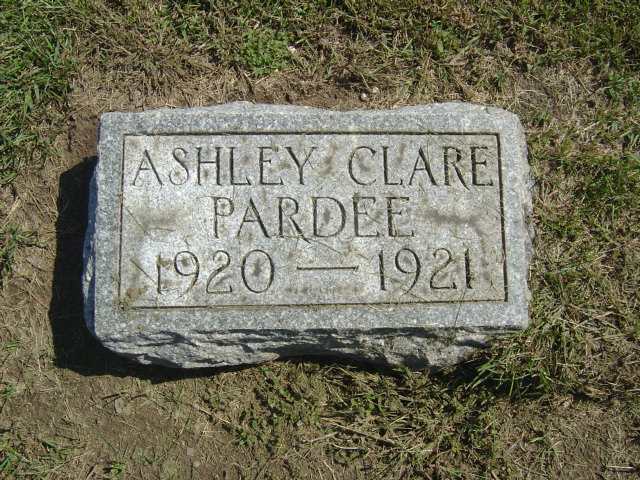 ASHLEY CLARE
PARDEE
1920 — 1921